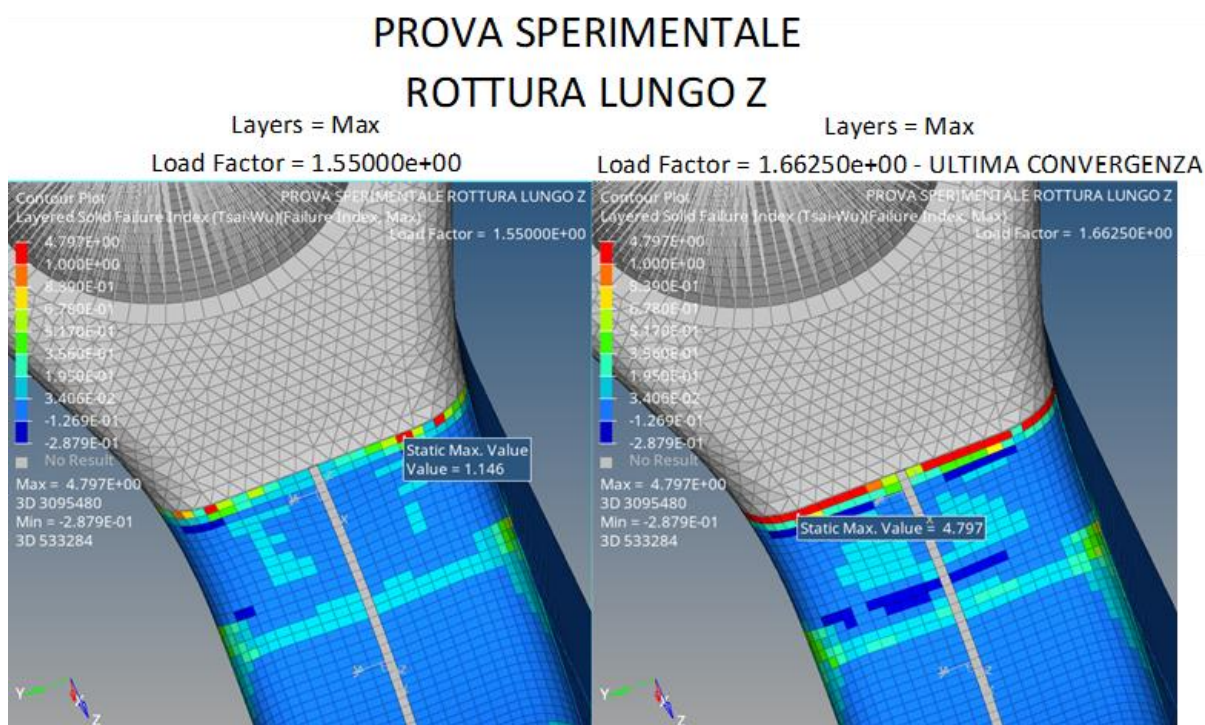 PROVA SPERIMENTALE
ROTTURA LUNGO Z
Layers = Max
Load Factor = 1.55000e+00
Layers = Max
Load Factor = 1.66250e+00 - ULTIMA CONVERGENZA
Contour Plot
PROVA SPERIMENTALE ROTTURA LUNGO Z
Layered Solid Failure Index (Tsai-Wu)(Failure Index, Max)
Load Factor = 1.55000E+00
4.797E+00
1.000E+00
8.390E-01
6.780E-01
5.170E-01
3.560E-01
1.950E-01
3.406E-02
-1.269E-01
-2.879E-01
No Result
Max = 4.797E+00
3D 3095480
Min = -2.879E-01
3D 533284
Static Max. Value
Value = 1.146
X
Y
Z
Contour Plot
PROVA SPERIMENTALE ROTTURA LUNGO Z
Layered Solid Failure Index (Tsai-Wu)(Failure Index, Max)
Load Factor = 1.66250E+00
4.797E+00
1.000E+00
8.390E-01
6.780E-01
5.170E-01
3.560E-01
1.950E-01
3.406E-02
-1.269E-01
-2.879E-01
No Result
Max = 4.797E+00
3D 3095480
Min = -2.879E-01
3D 533284
Static Max. Value = 4.797
Y
Z